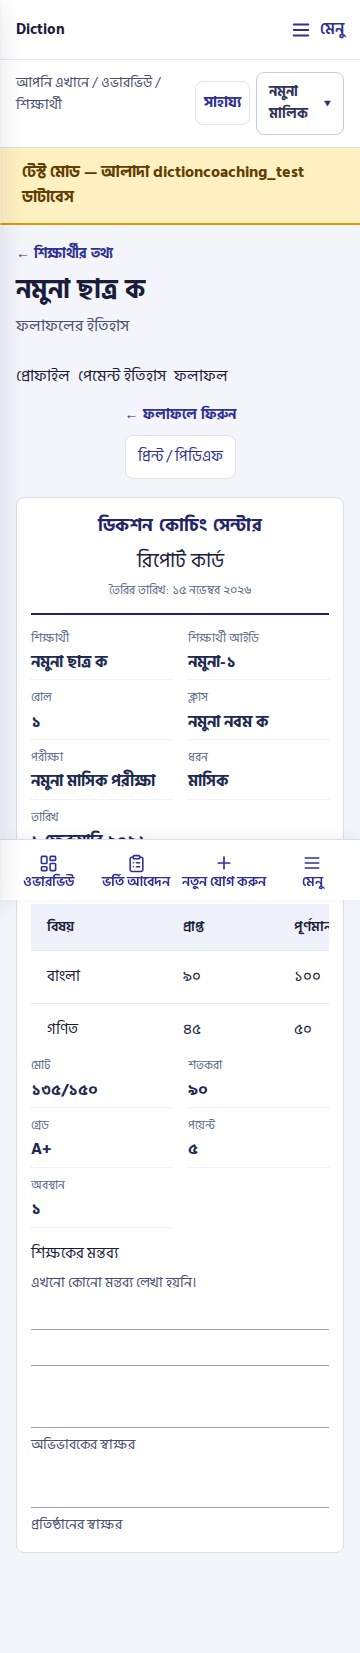 Diction
মেনু
আপনি এখানে / ওভারভিউ /
শিক্ষার্থী
সাহায্য
নমুনা
মালিক
টেস্ট মোড — আলাদা dictioncoaching_test
ডাটাবেস
← শিক্ষার্থীর তথ্য
নমুনা ছাত্র ক
ফলাফলের ইতিহাস
প্রোফাইল পেমেন্ট ইতিহাস ফলাফল
← ফলাফলে ফিরুন
প্রিন্ট / পিডিএফ
ডিকশন কোচিং সেন্টার
রিপোর্ট কার্ড
তৈরির তারিখ: ১৫ নভেম্বর ২০২৬
শিক্ষার্থী শিক্ষার্থী আইডি
নমুনা ছাত্র ক নমুনা-১
রোল ক্লাস
১ নমুনা নবম ক
পরীক্ষা ধরন
নমুনা মাসিক পরীক্ষা মাসিক
তারিখ
ওভারভিউ ভর্তি আবেদন নতুন যোগ করুন মেনু
বিষয় প্রাপ্ত পূর্ণমান
বাংলা ৯০ ১০০
গণিত ৪৫ ৫০
মোট শতকরা
১৩৫/১৫০ ৯০
গ্রেড পয়েন্ট
A+ ৫
অবস্থান
১
শিক্ষকের মন্তব্য
এখনো কোনো মন্তব্য লেখা হয়নি।
অভিভাবকের স্বাক্ষর
প্রতিষ্ঠানের স্বাক্ষর